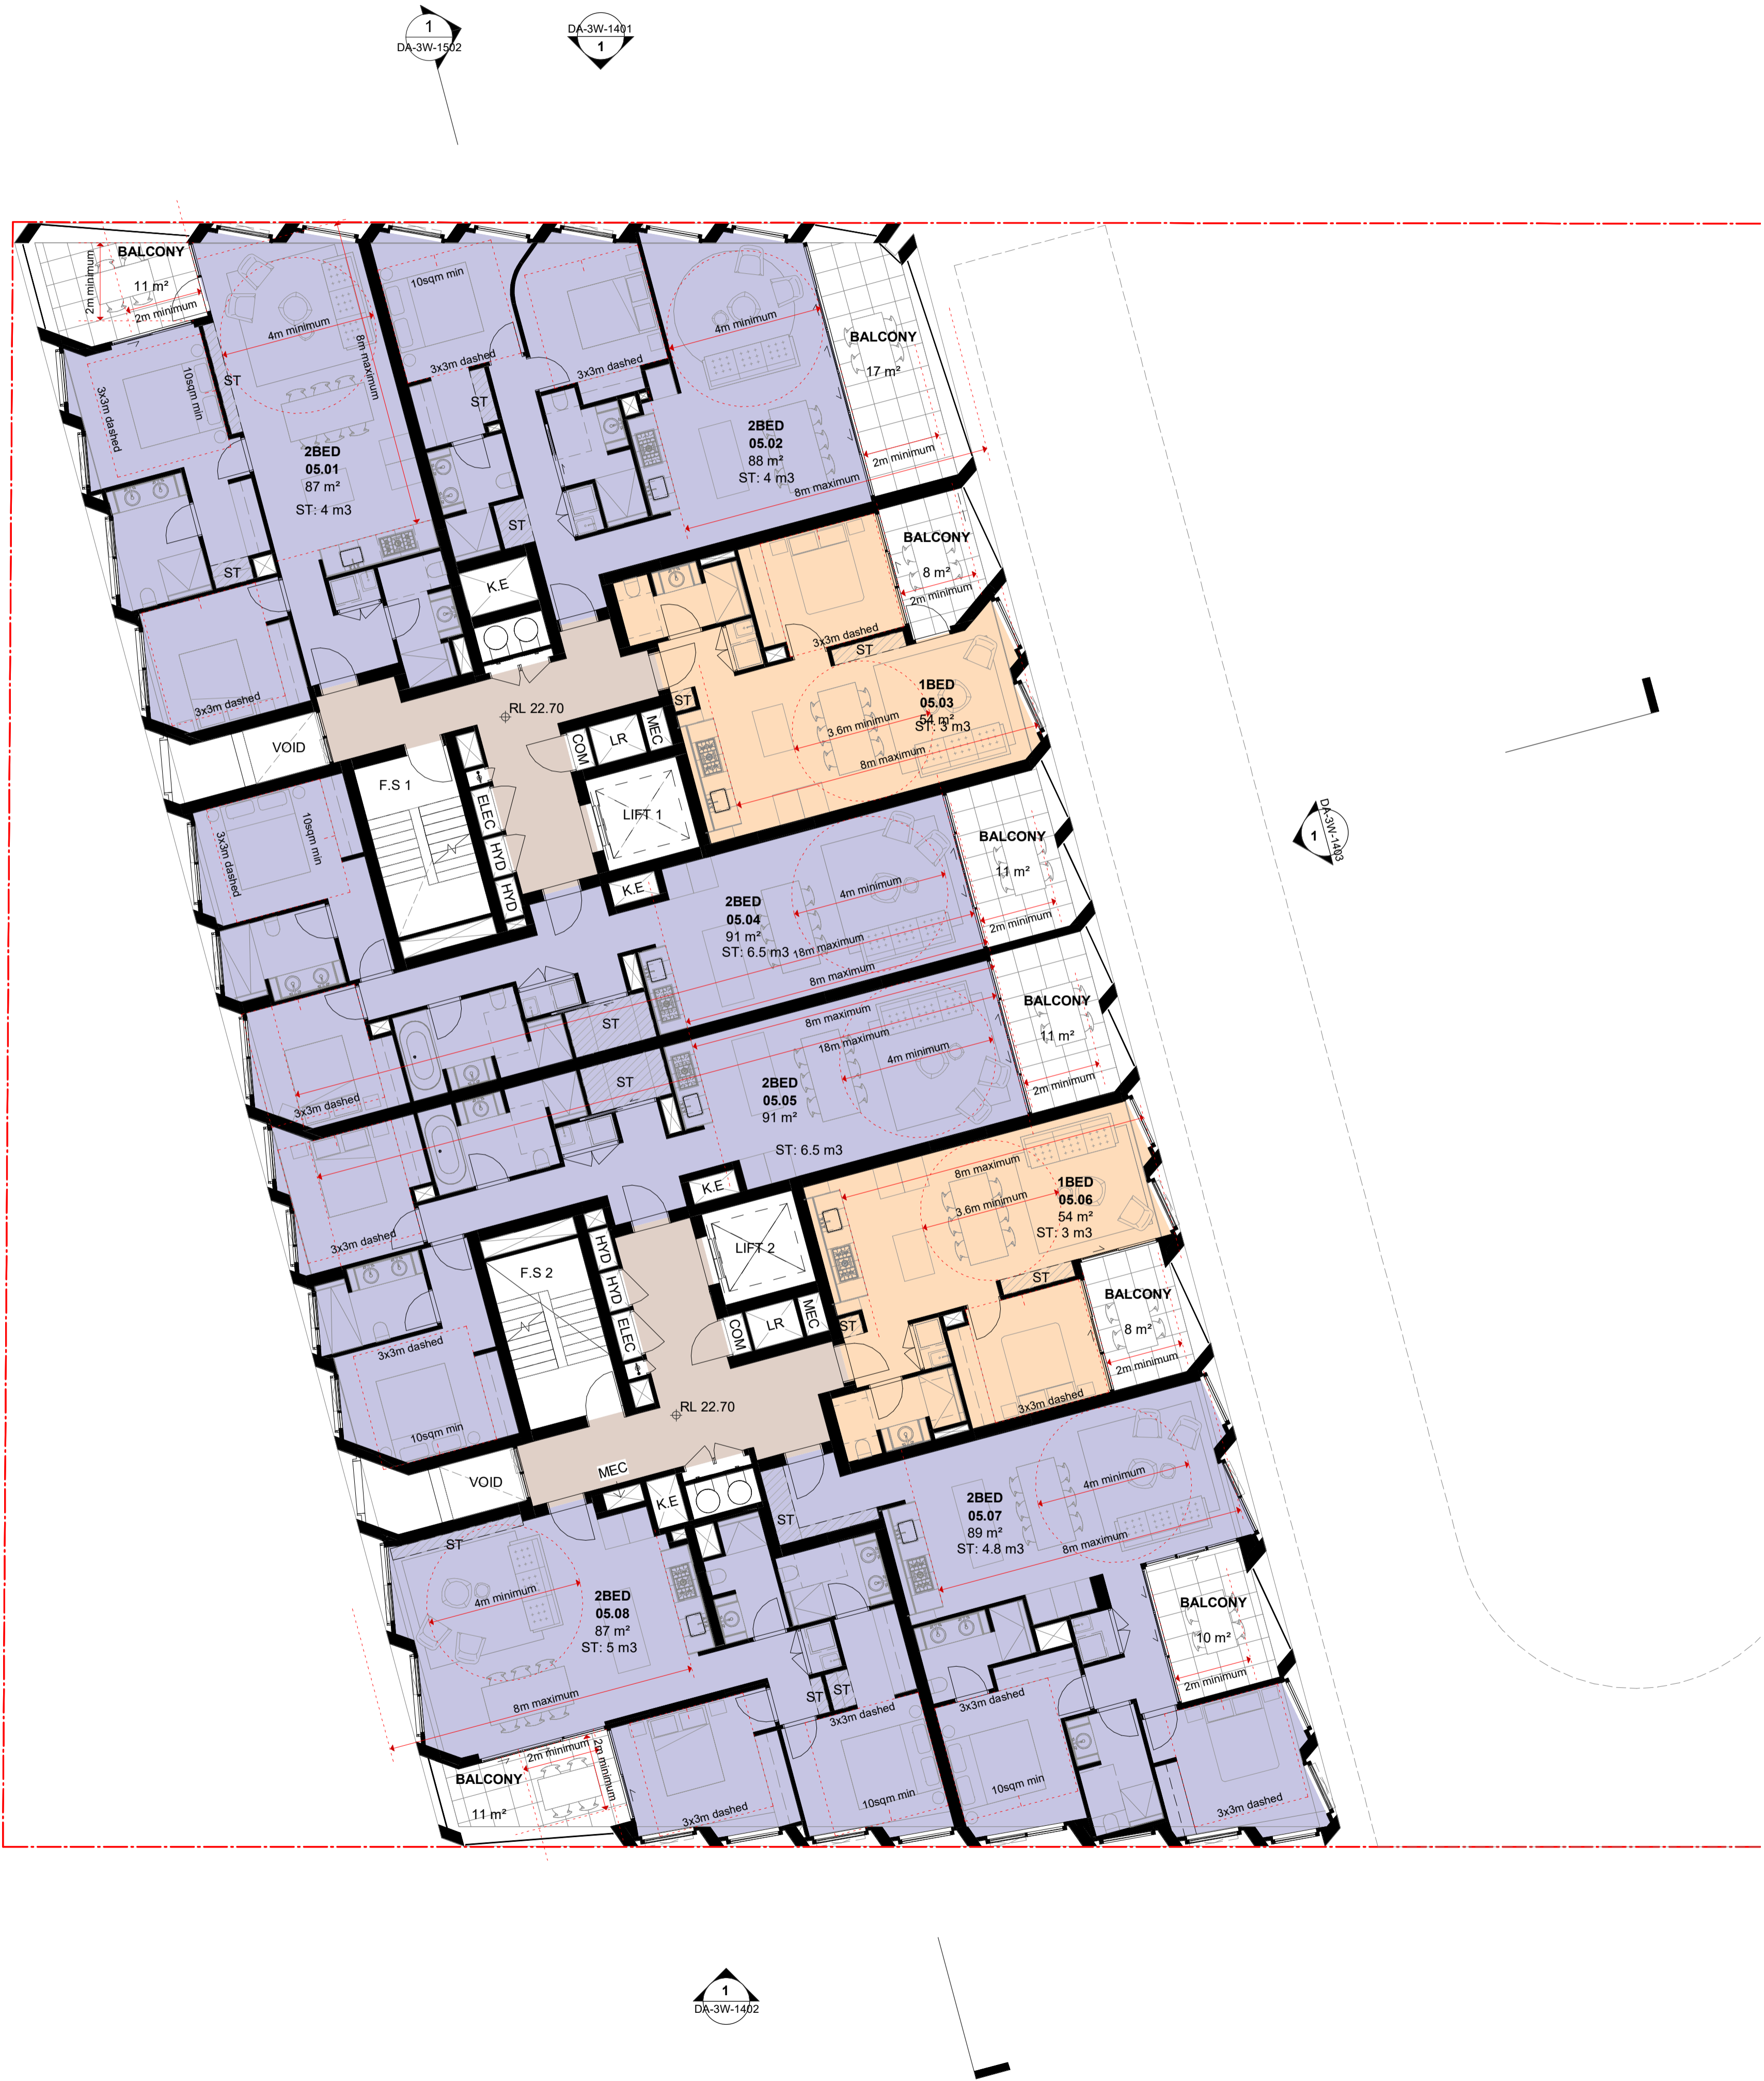 1
DA-3W-1502
DA-3W-1401
1
BALCONY
11 m²
2m minimum
2m minimum
4m minimum
8m maximum
10sqm min
3x3m dashed
ST
2BED
05.01
87 m²
ST: 4 m3
ST
3x3m dashed
10sqm min
3x3m dashed
ST
ST
3x3m dashed
4m minimum
2BED
05.02
88 m²
ST: 4 m3
8m maximum
BALCONY
17 m²
2m minimum
K.E
BALCONY
8 m²
2m minimum
3x3m dashed
ST
ST
1BED
05.03
54 m²
ST: 3 m3
3.6m minimum
8m maximum
RL 22.70
VOID
COM
LR
MEC
F.S 1
ELEC
HYD
HYD
LIFT 1
DA-3W-1403
1
10sqm min
3x3m dashed
K.E
2BED
05.04
91 m²
ST: 6.5 m3
4m minimum
18m maximum
8m maximum
BALCONY
11 m²
2m minimum
ST
3x3m dashed
8m maximum
18m maximum
4m minimum
ST
2BED
05.05
91 m²
ST: 6.5 m3
BALCONY
11 m²
2m minimum
K.E
3x3m dashed
8m maximum
3.6m minimum
1BED
05.06
54 m²
ST: 3 m3
ST
ST
3x3m dashed
BALCONY
8 m²
2m minimum
LIFT 2
F.S 2
HYD
HYD
ELEC
COM
LR
MEC
3x3m dashed
10sqm min
RL 22.70
VOID
MEC
K.E
ST
2BED
05.07
89 m²
ST: 4.8 m3
4m minimum
8m maximum
BALCONY
10 m²
2m minimum
ST
4m minimum
2BED
05.08
87 m²
ST: 5 m3
8m maximum
ST
ST
3x3m dashed
10sqm min
3x3m dashed
10sqm min
3x3m dashed
3x3m dashed
2m minimum
2m minimum
BALCONY
11 m²
1
DA-3W-1402